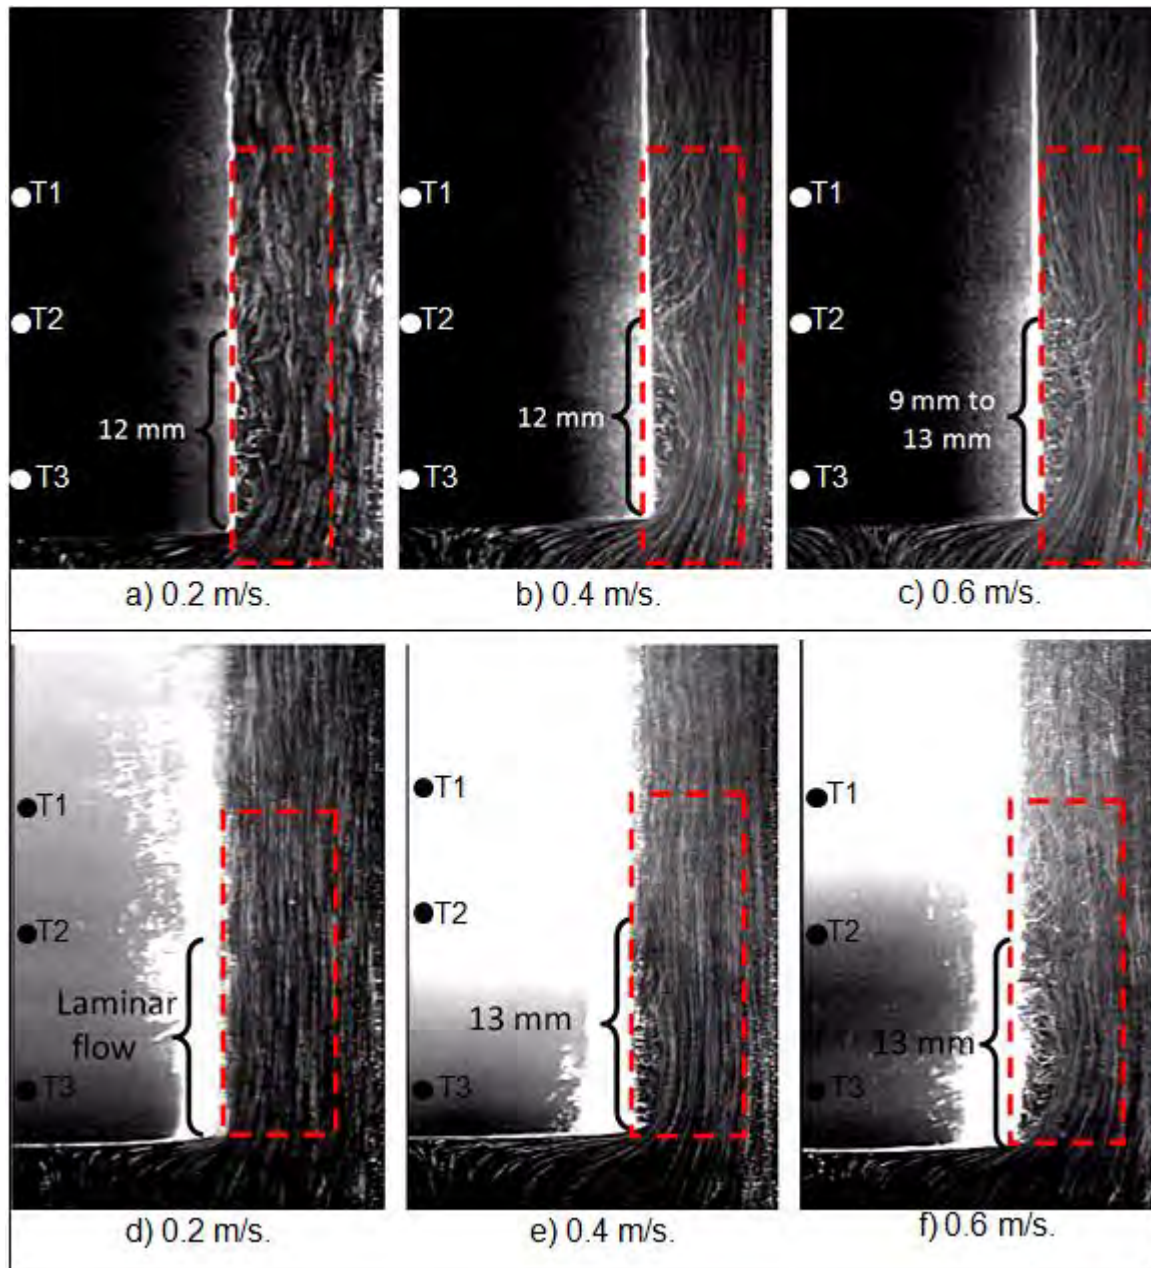 T1
T1
T1
T2
T2
T2
12 mm
12 mm
9 mm to
13 mm
T3
T3
T3
a) 0.2 m/s.
b) 0.4 m/s.
c) 0.6 m/s.
T1
T1
T1
T2
T2
T2
Laminar
flow
13 mm
13 mm
T3
T3
T3
d) 0.2 m/s.
e) 0.4 m/s.
f) 0.6 m/s.